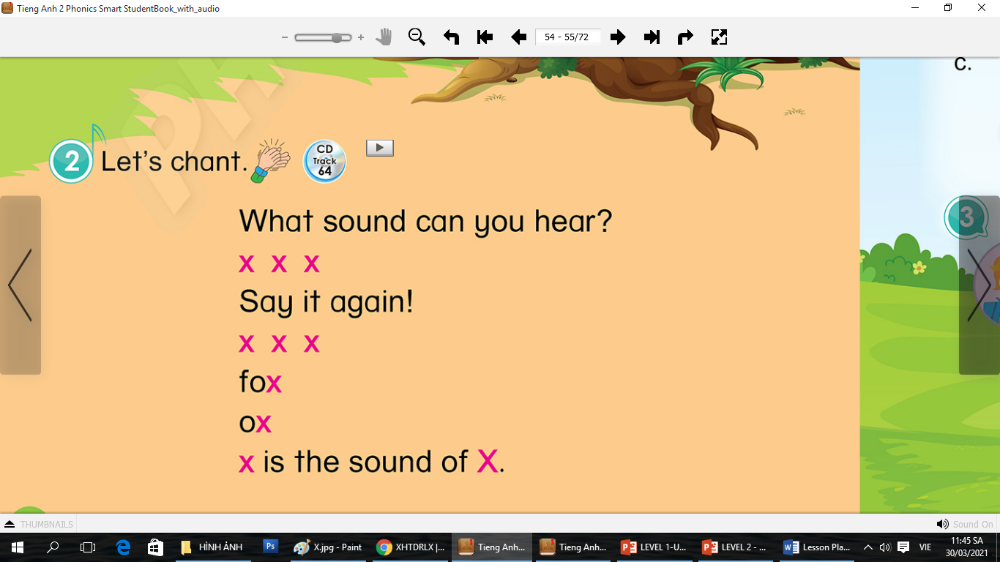 Tieng Anh 2 Phonics Smart StudentBook_with_audio
54 - 55/72
C.
2 Let's chant. CD Track 64
3
What sound can you hear?
x x x
Say it again!
x x x
fox
ox
x is the sound of X.
THUMBNAILS
Sound On
HÌNH ẢNH
Ps
X.jpg - Paint
XHTDRLX |...
Tieng Anh...
Tieng Anh...
LEVEL 1-U...
LEVEL 2 - ...
Lesson Pla...
VIE
11:45 SA
30/03/2021